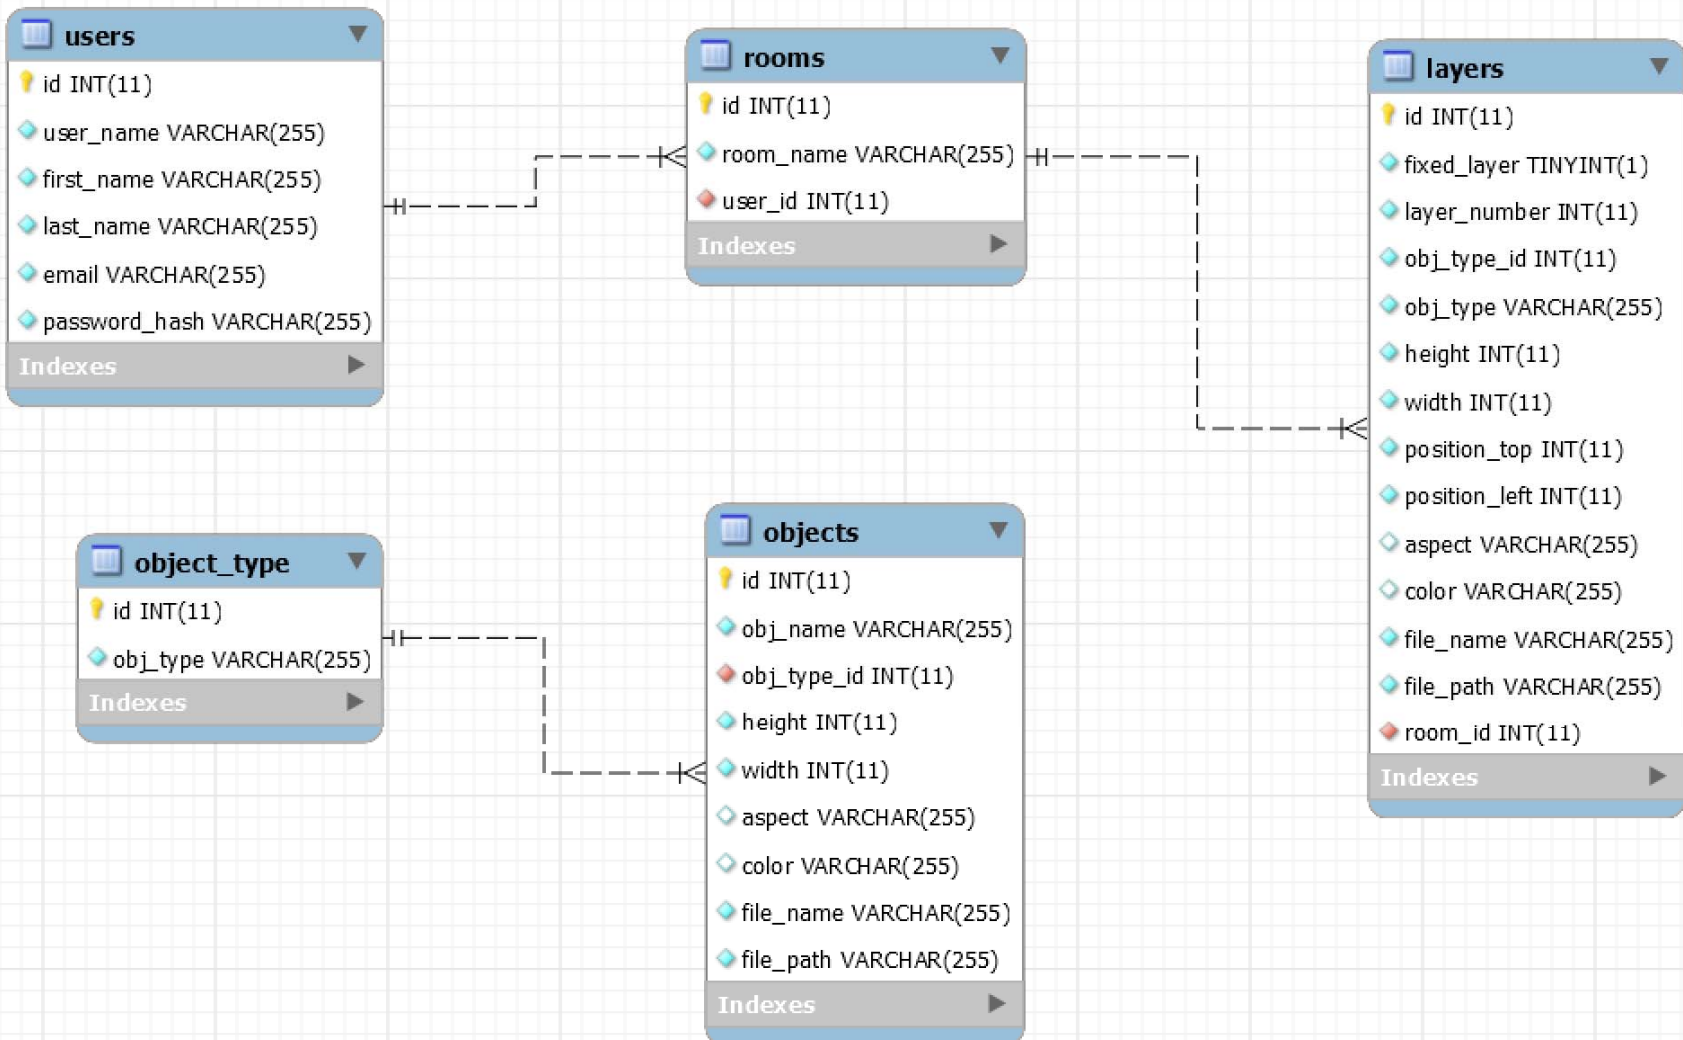 users
id INT(11)
user_name VARCHAR(255)
first_name VARCHAR(255)
last_name VARCHAR(255)
email VARCHAR(255)
password_hash VARCHAR(255)
Indexes
rooms
id INT(11)
room_name VARCHAR(255)
user_id INT(11)
Indexes
layers
id INT(11)
fixed_layer TINYINT(1)
layer_number INT(11)
obj_type_id INT(11)
obj_type VARCHAR(255)
height INT(11)
width INT(11)
position_top INT(11)
position_left INT(11)
aspect VARCHAR(255)
color VARCHAR(255)
file_name VARCHAR(255)
file_path VARCHAR(255)
room_id INT(11)
Indexes
object_type
id INT(11)
obj_type VARCHAR(255)
Indexes
objects
id INT(11)
obj_name VARCHAR(255)
obj_type_id INT(11)
height INT(11)
width INT(11)
aspect VARCHAR(255)
color VARCHAR(255)
file_name VARCHAR(255)
file_path VARCHAR(255)
Indexes